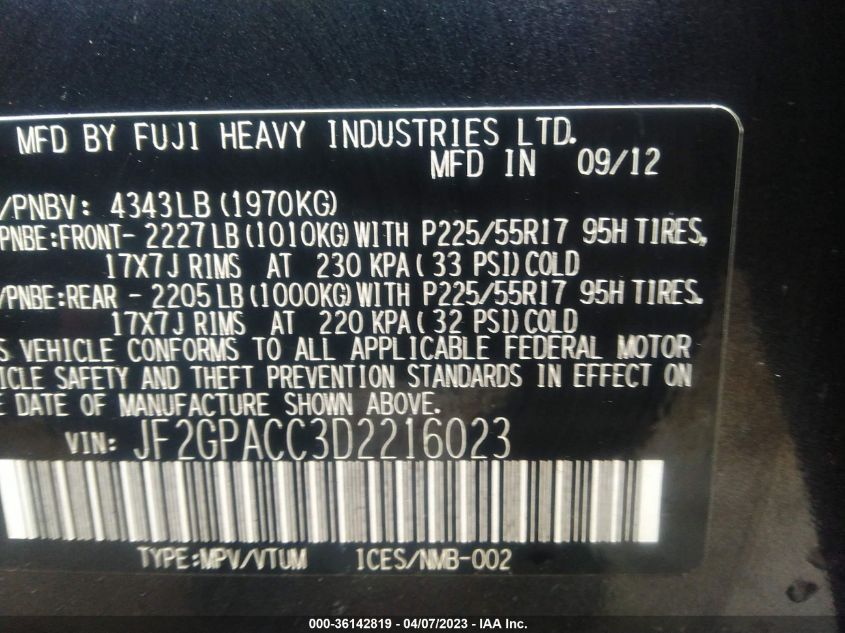 MFD BY FUJI HEAVY INDUSTRIES LTD.
MFD IN 09/12
/PNBV: 4343LB (1970KG)
PNBE:FRONT- 2227LB (1010KG) WITH P225/55R17 95H TIRES,
17X7J RIMS AT 230 KPA ( 33 PSI) COLD
/PNBE:REAR - 2205LB (1000KG) WITH P225/55R17 95H TIRES.
17X7J RIMS AT 220 KPA ( 32 PSI) COLD
S VEHICLE CONFORMS TO ALL APPLICABLE FEDERAL MOTOR
ICLE SAFETY AND THEFT PREVENTION STANDARDS IN EFFECT ON
E DATE OF MANUFACTURE SHOWN ABOVE.
VIN: JF2GPACC3D2216023
TYPE:MPV/VTUM ICES/NMB-002
000-36142819 - 04/07/2023 - IAA Inc.